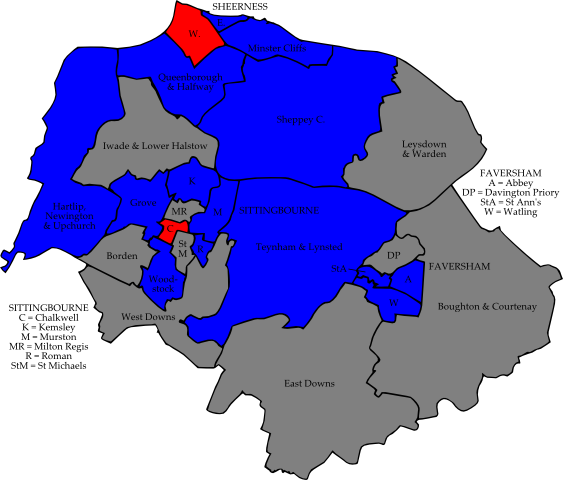 SHEERNESS
W.
E.
Minster Cliffs
Queenborough
& Halfway
Sheppey C.
Iwade & Lower Halstow
Leysdown
& Warden
FAVERSHAM
A = Abbey
DP = Davington Priory
StA = St Ann's
W = Watling
K
Grove
MR
M
SITTINGBOURNE
Hartlip,
Newington
& Upchurch
C
St
M
R
Teynham & Lynsted
DP
Borden
StA
A
FAVERSHAM
Wood-
stock
W
Boughton & Courtenay
SITTINGBOURNE
C = Chalkwell
K = Kemsley
M = Murston
MR = Milton Regis
R = Roman
StM = St Michaels
West Downs
East Downs